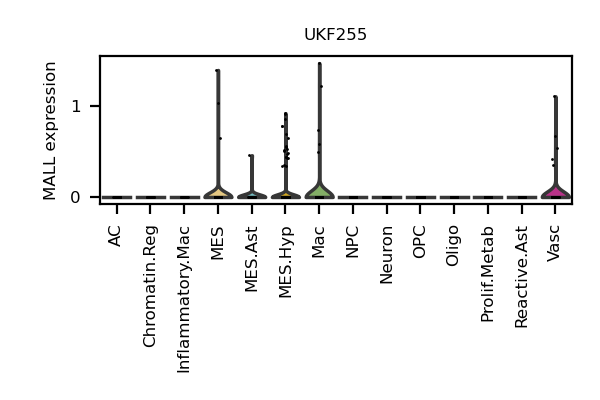 UKF255
MALL expression
1
0
AC
Chromatin.Reg
Inflammatory.Mac
MES
MES.Ast
MES.Hyp
Mac
NPC
Neuron
OPC
Oligo
Prolif.Metab
Reactive.Ast
Vasc